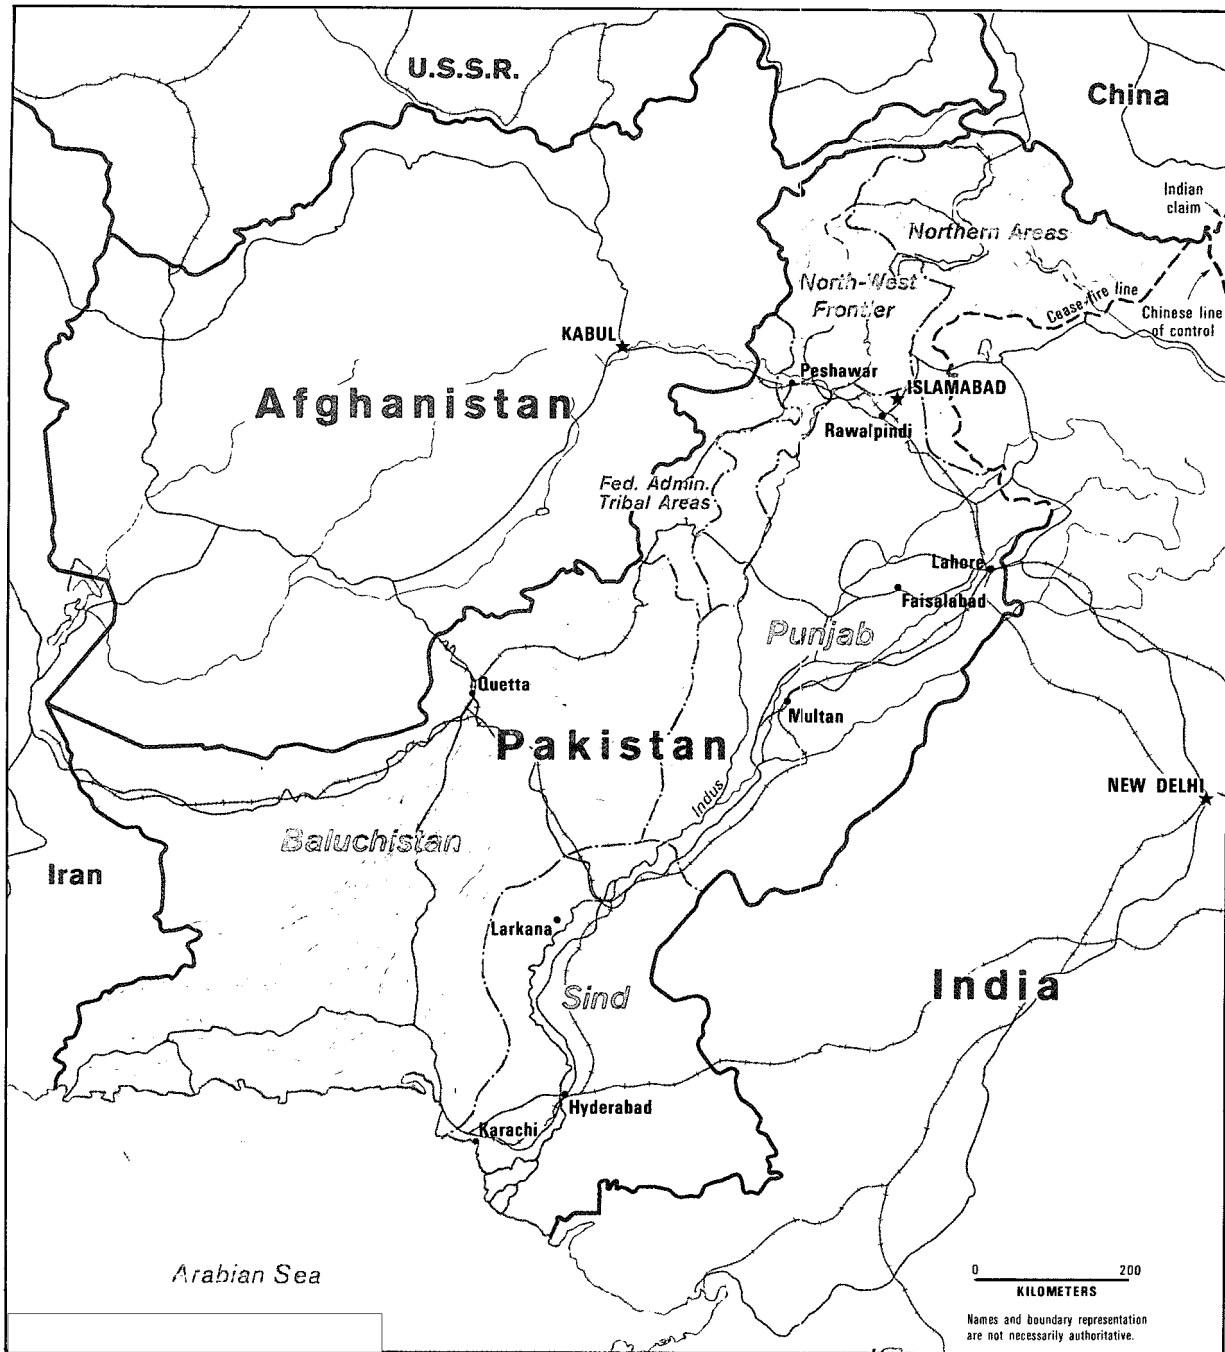 U.S.S.R.
China
Indian
claim
Northern Areas
North-West
Frontier
Cease-fire line
Chinese line
of control
KABUL
Peshawar
ISLAMABAD
Afghanistan
Rawalpindi
Fed. Admin.
Tribal Areas
Lahore
Faisalabad
Punjab
Quetta
Multan
Pakistan
NEW DELHI
Indus
Baluchistan
Iran
Larkana
India
Sind
Hyderabad
Karachi
Arabian Sea
0 200
KILOMETERS
Names and boundary representation
are not necessarily authoritative.